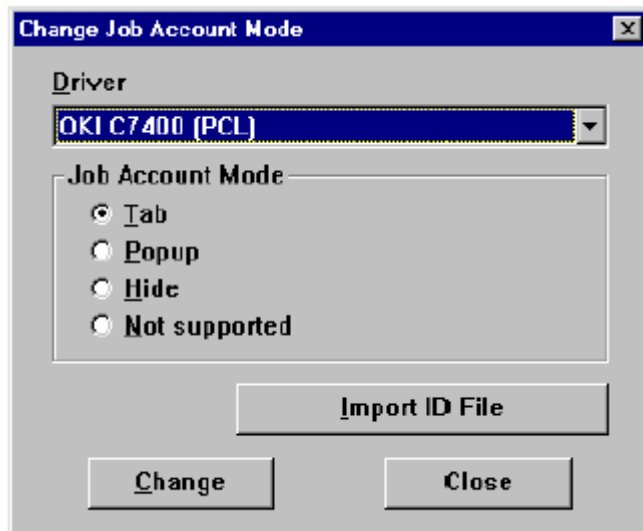 Change Job Account Mode
Driver
OKI C7400 (PCL)
Job Account Mode
Tab
Popup
Hide
Not supported
Import ID File
Change Close